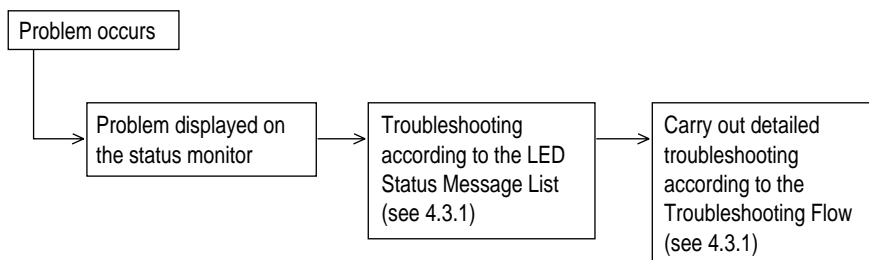 Problem occurs
Problem displayed on
the status monitor
Troubleshooting
according to the LED
Status Message List
(see 4.3.1)
Carry out detailed
troubleshooting
according to the
Troubleshooting Flow
(see 4.3.1)